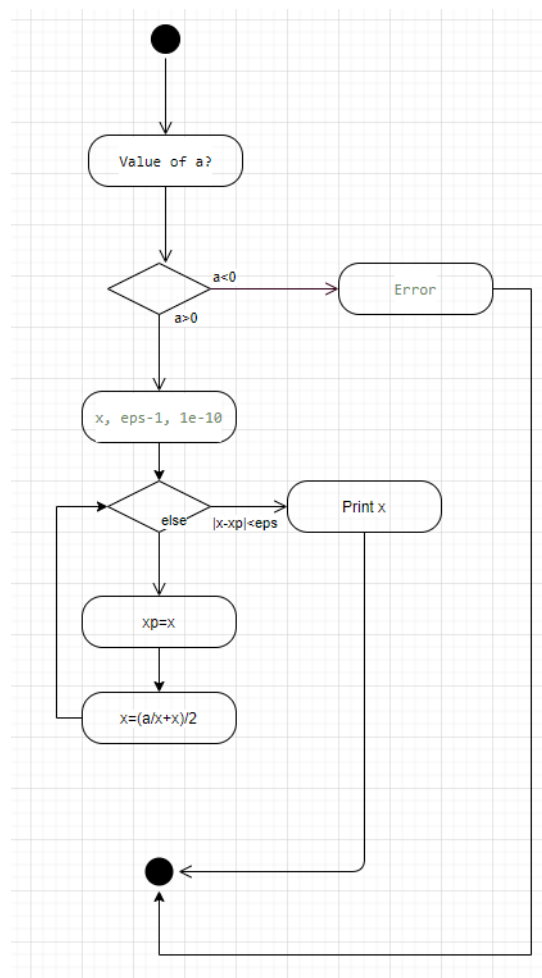 Value of a?
a<0
Error
a>0
x, eps-1, 1e-10
else
|x-xp|<eps
Print x
xp=x
x=(a/x+x)/2